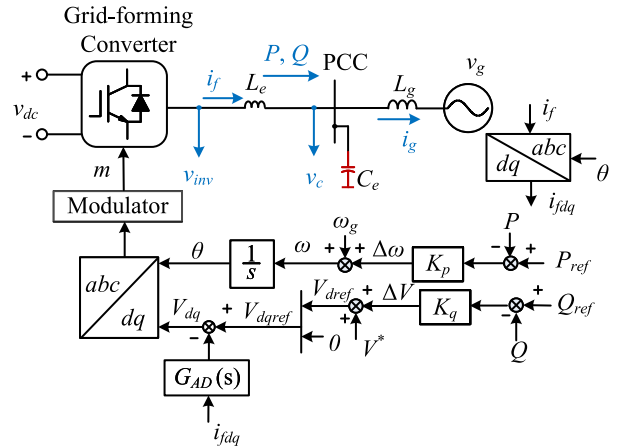 Grid-forming
Converter
+
v_dc
-
i_f
L_e
P, Q
PCC
L_g
v_g
i_g
v_inv
v_c
C_e
i_f
abc
dq
θ
i_fdq
m
Modulator
abc
dq
θ
1
s
ω
ω_g
+
+
Δω
K_p
P
-
+
P_ref
V_dq
+
-
V_dqref
V_dref
+
+
ΔV
K_q
-
+
Q_ref
Q
0
V*
G_AD(s)
i_fdq